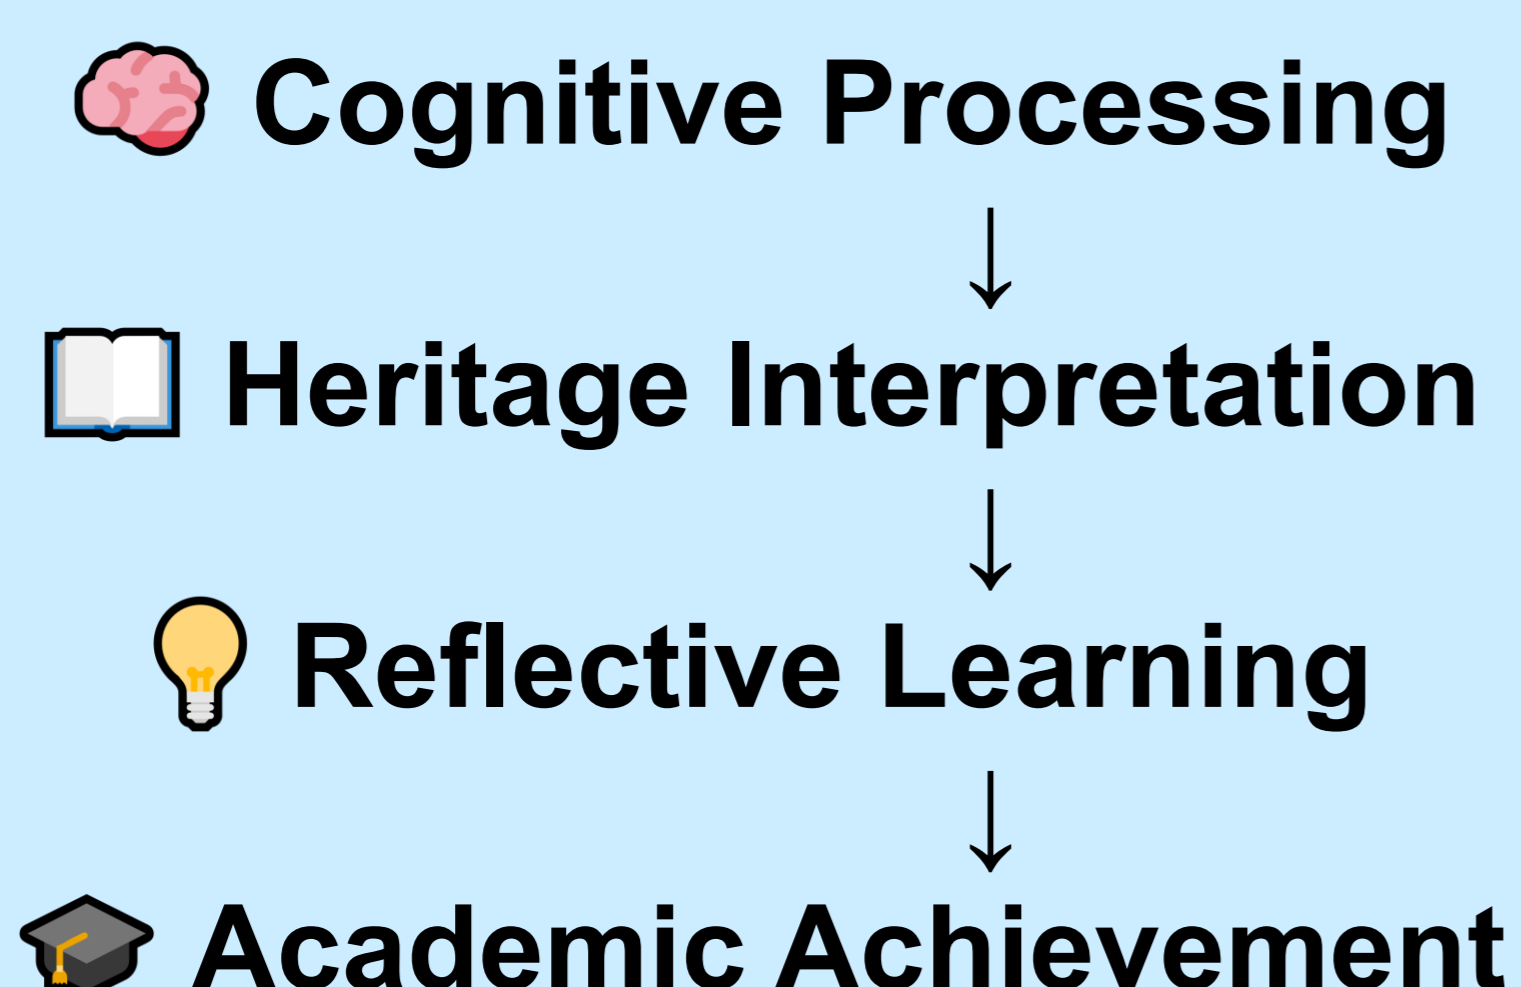 🧠 Cognitive Processing
↓
📖 Heritage Interpretation
↓
💡 Reflective Learning
↓
🎓 Academic Achievement